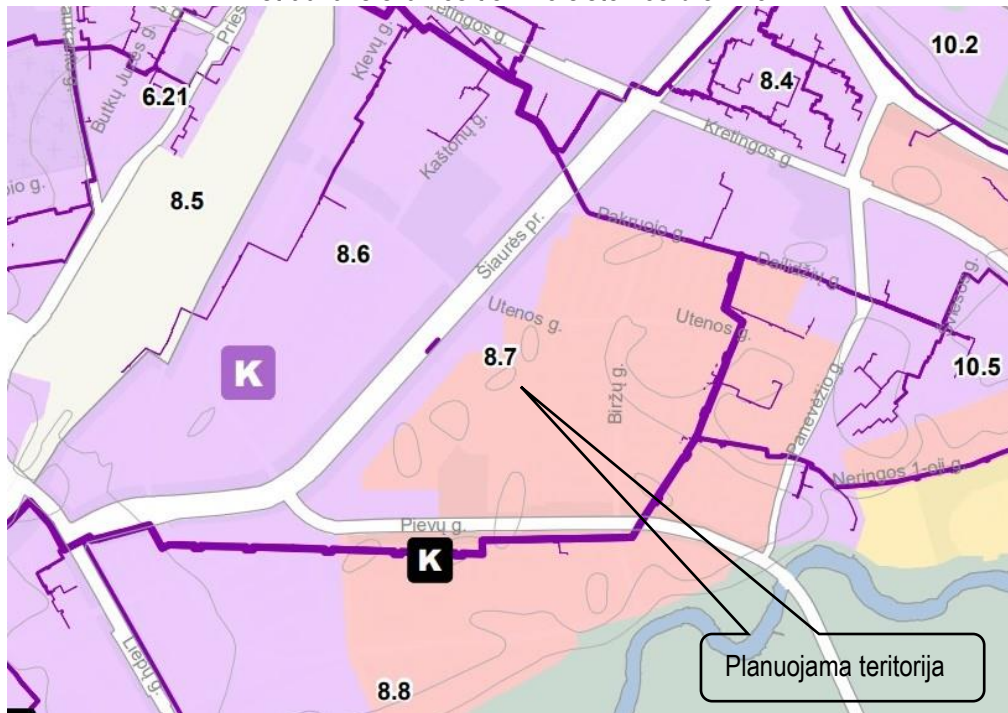 10.2
Kretingos g.
Klevų g.
Butkų Juzės g.
6.21
8.4
Kaštonų g.
Kretingos g.
8.5
8.6
Šiaurės pr.
Pakruojo g.
Dailidžių g.
Utenos g.
Utenos g.
8.7
K
Biržų g.
10.5
Panevėžio g.
Neringos 1-oji g.
Pievų g.
K
Liepų g.
Planuojama teritorija
8.8